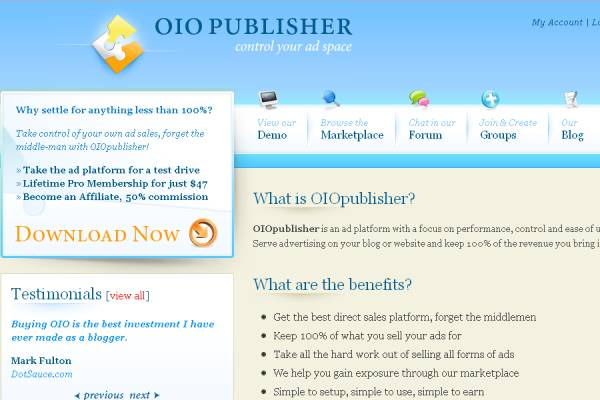 OIO PUBLISHER
control your ad space
My Account |
Why settle for anything less than 100%?
Take control of your own ad sales, forget the
middle-man with OIOpublisher!
» Take the ad platform for a test drive
» Lifetime Pro Membership for just $47
» Become an Affiliate, 50% commission
Download Now
View our
Demo
Browse the
Marketplace
Chat in our
Forum
Join & Create
Groups
Our
Blog
What is OIOpublisher?
OIOpublisher is an ad platform with a focus on performance, control and ease of
Serve advertising on your blog or website and keep 100% of the revenue you bring
What are the benefits?
Get the best direct sales platform, forget the middlemen
Keep 100% of what you sell your ads for
Take all the hard work out of selling all forms of ads
We help you gain exposure through our marketplace
Simple to setup, simple to use, simple to earn
Testimonials [view all]
Buying OIO is the best investment I have
ever made as a blogger.
Mark Fulton
DotSauce.com
previous next